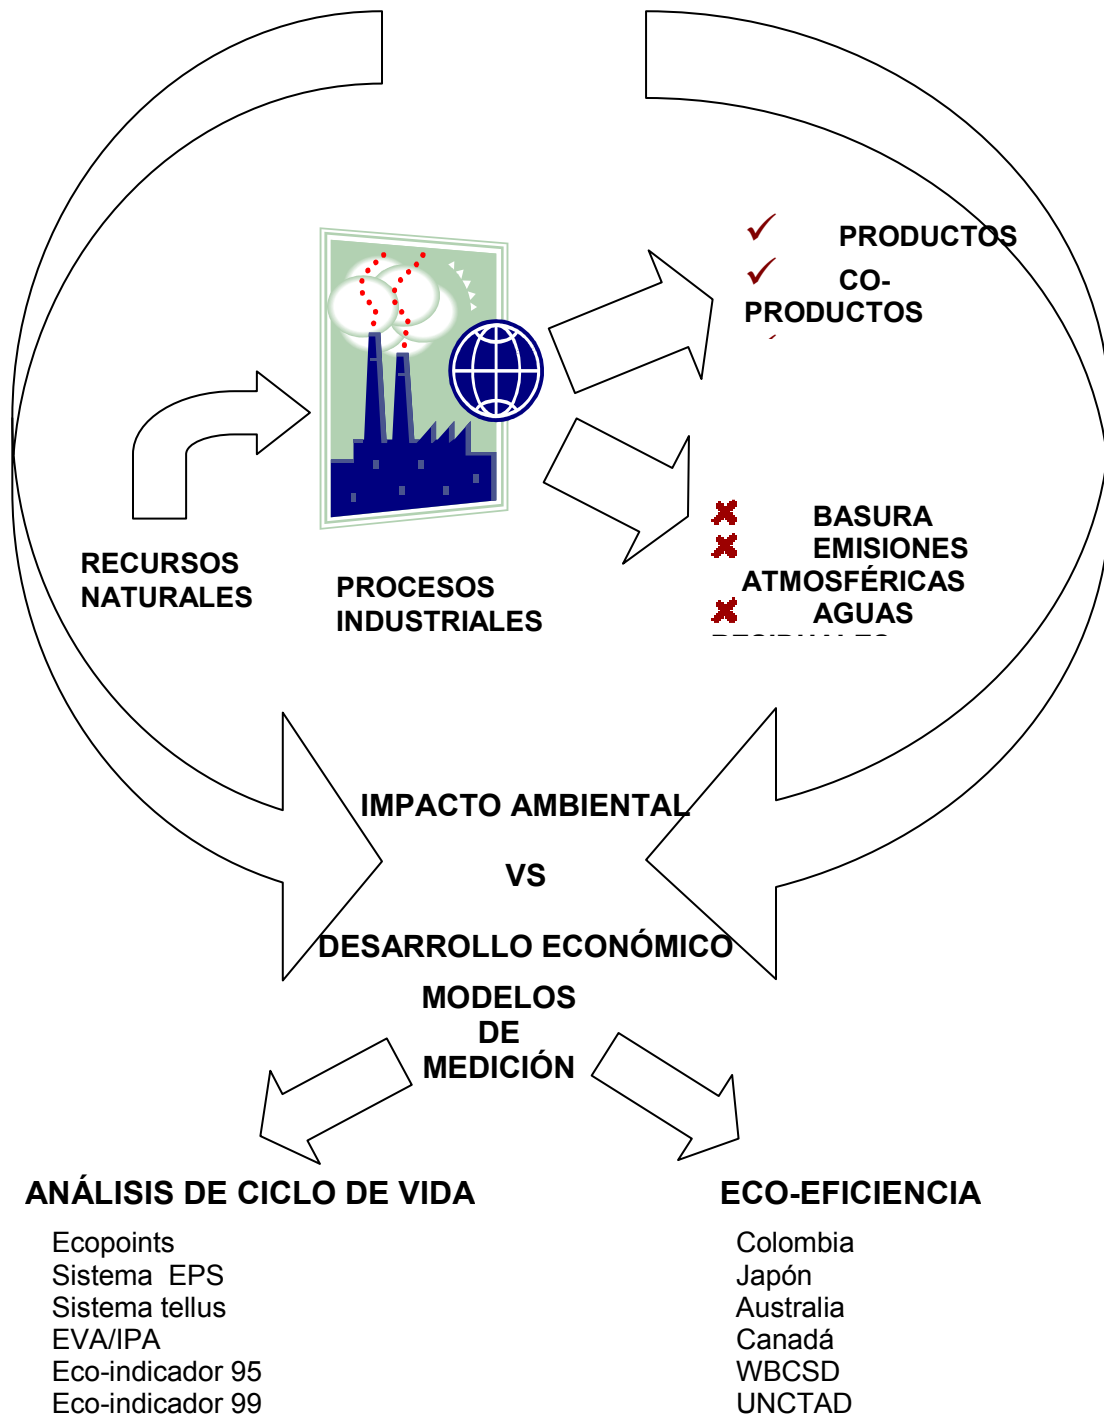 PRODUCTOS
CO-
PRODUCTOS
RECURSOS
NATURALES
PROCESOS
INDUSTRIALES
BASURA
EMISIONES
ATMOSFÉRICAS
AGUAS
IMPACTO AMBIENTAL
VS
DESARROLLO ECONÓMICO
MODELOS
DE
MEDICIÓN
ANÁLISIS DE CICLO DE VIDA
Ecopoints
Sistema EPS
Sistema tellus
EVA/IPA
Eco-indicador 95
Eco-indicador 99
ECO-EFICIENCIA
Colombia
Japón
Australia
Canadá
WBCSD
UNCTAD